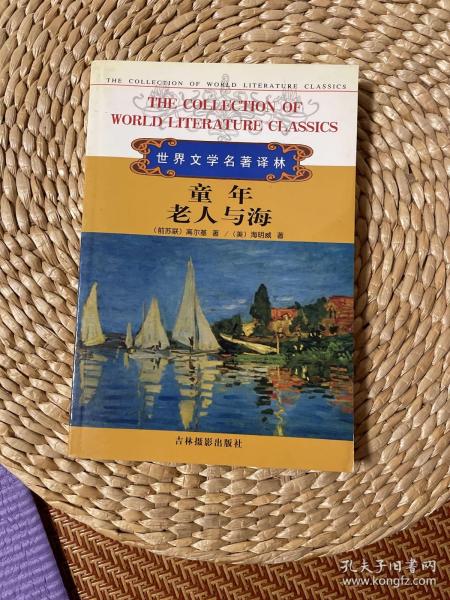 THE COLLECTION OF WORLD LITERATURE CLASSICS
THE COLLECTION OF
WORLD LITERATURE CLASSICS
世界文学名著译林
童年
老人与海
(前苏联)高尔基 著/(美)海明威 著
吉林摄影出版社
孔夫子旧书网
www.kongfz.com